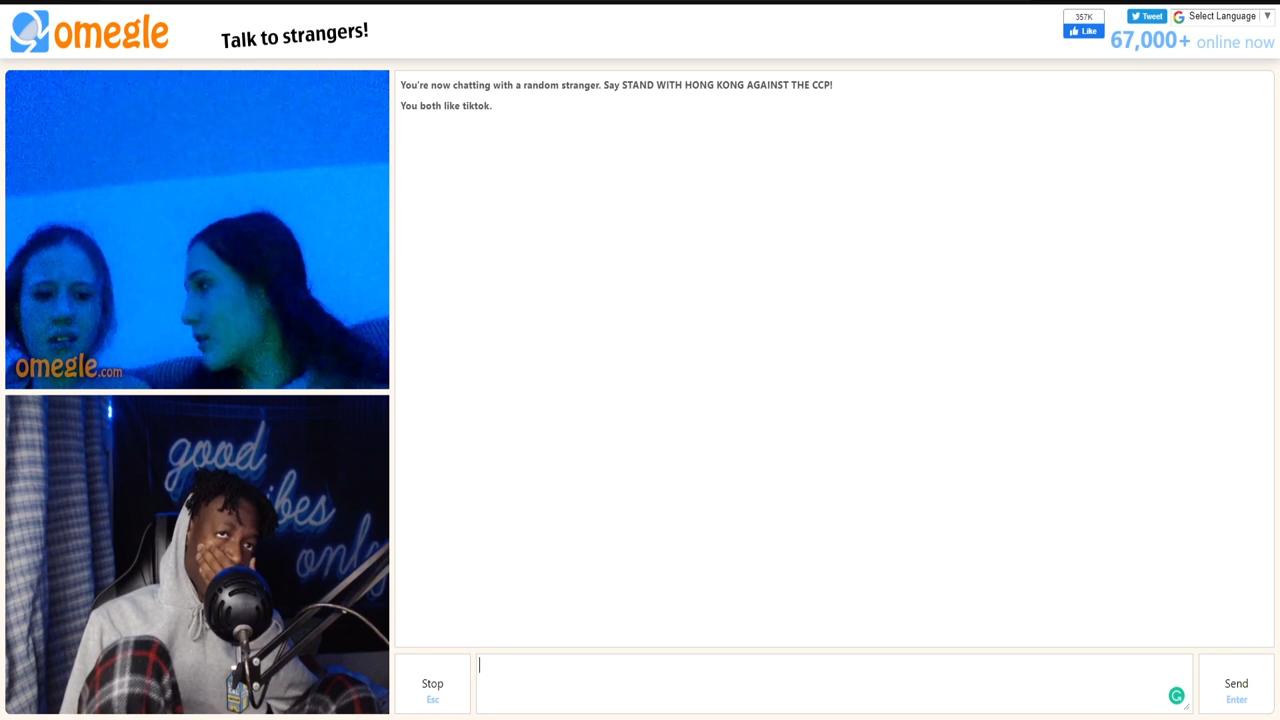 omegle
Talk to strangers!
357K
Like
Tweet
Select Language
67,000+ online now
You're now chatting with a random stranger. Say STAND WITH HONG KONG AGAINST THE CCP!
You both like tiktok.
omegle.com
good
vibes
only
Stop
Esc
Send
Enter